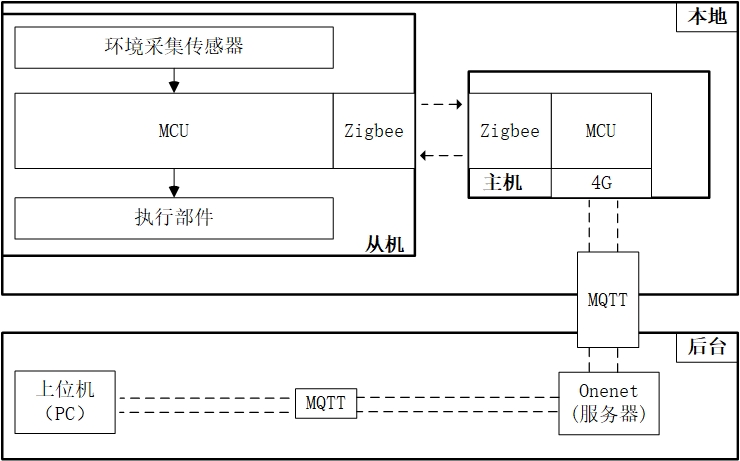 本地
环境采集传感器
MCU
Zigbee
Zigbee
MCU
主机
4G
执行部件
从机
MQTT
后台
上位机
（PC）
MQTT
Onenet
(服务器)